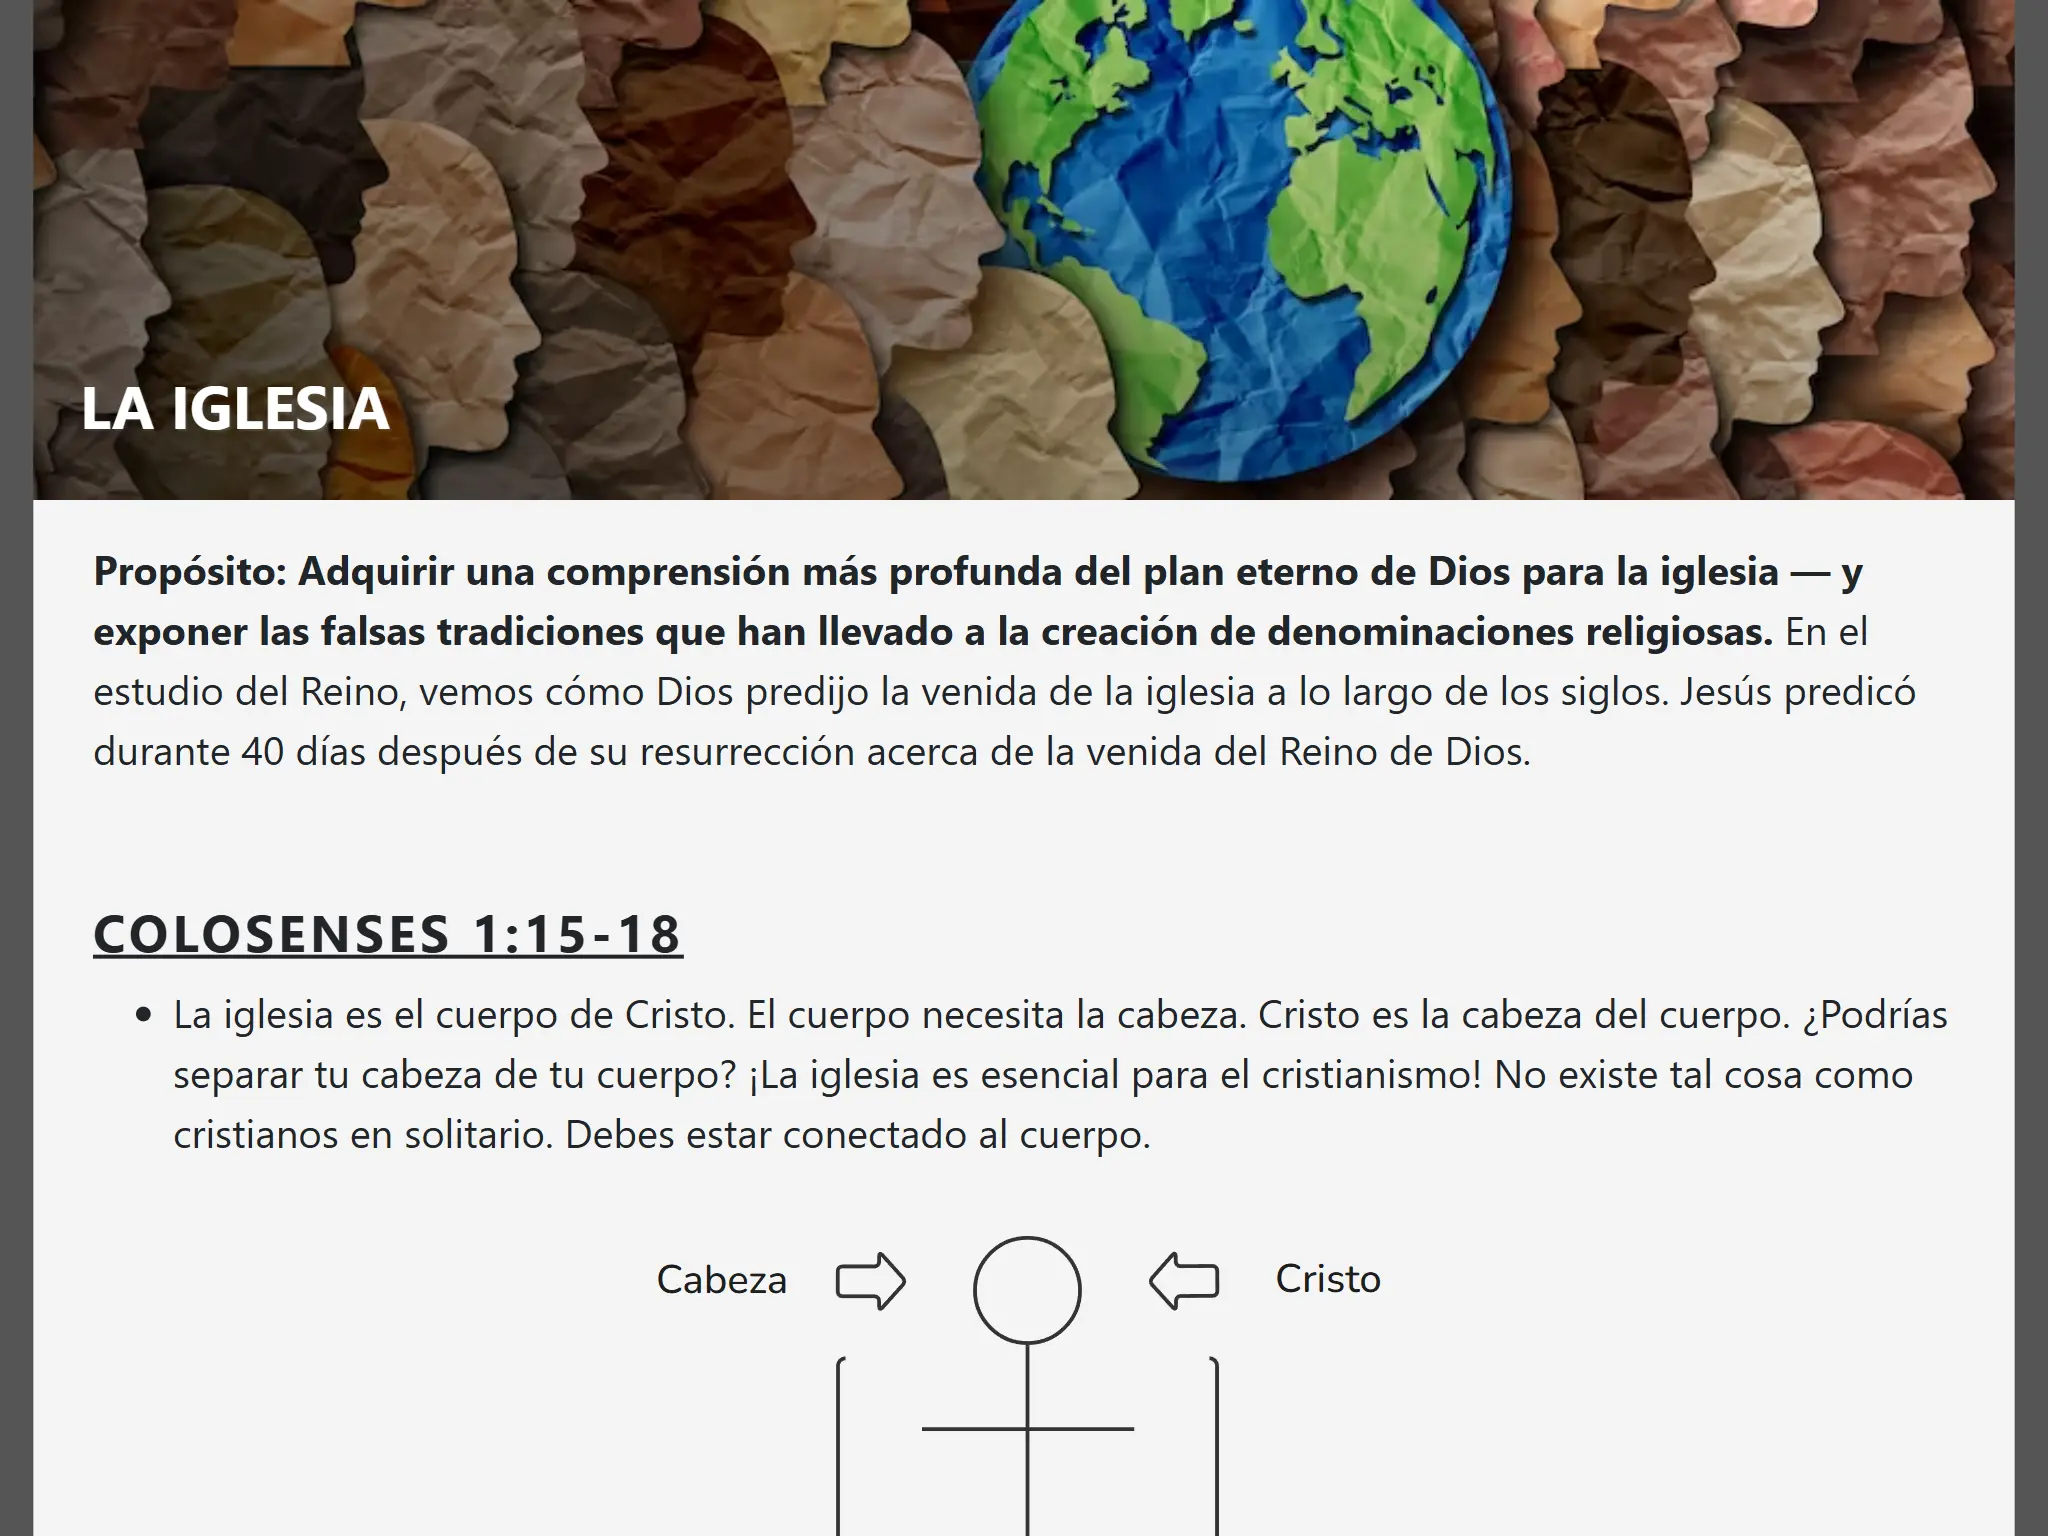 LA IGLESIA
Propósito: Adquirir una comprensión más profunda del plan eterno de Dios para la iglesia — y
exponer las falsas tradiciones que han llevado a la creación de denominaciones religiosas. En el
estudio del Reino, vemos cómo Dios predijo la venida de la iglesia a lo largo de los siglos. Jesús predicó
durante 40 días después de su resurrección acerca de la venida del Reino de Dios.
COLOSENSES 1:15-18
• La iglesia es el cuerpo de Cristo. El cuerpo necesita la cabeza. Cristo es la cabeza del cuerpo. ¿Podrías
separar tu cabeza de tu cuerpo? ¡La iglesia es esencial para el cristianismo! No existe tal cosa como
cristianos en solitario. Debes estar conectado al cuerpo.
Cabeza Cristo